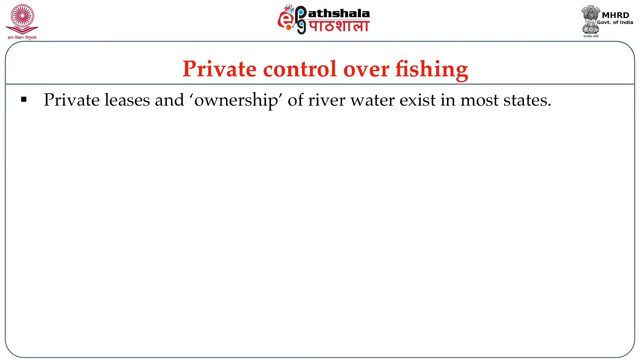 ePathshala
पाठशाला
MHRD
Govt. of India
Private control over fishing
▪ Private leases and ‘ownership’ of river water exist in most states.